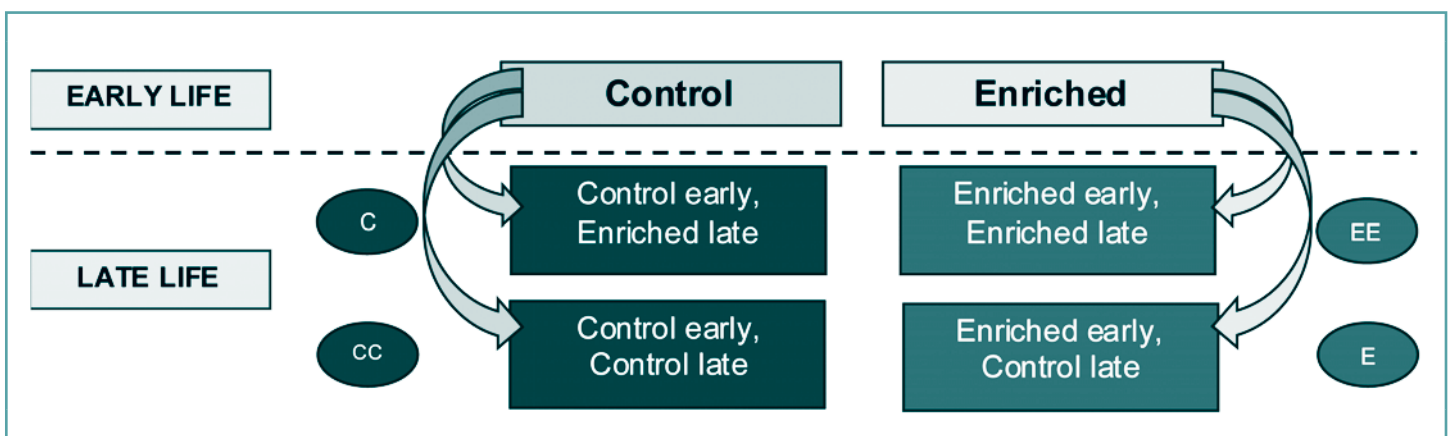 EARLY LIFE
Control
Enriched
C
Control early,
Enriched late
Enriched early,
Enriched late
EE
LATE LIFE
CC
Control early,
Control late
Enriched early,
Control late
E